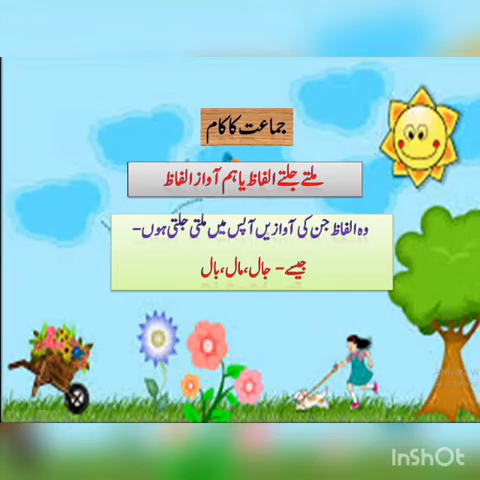 جماعت کا کام
ملتے جلتے الفاظ یا ہم آواز الفاظ
وہ الفاظ جن کی آوازیں آپس میں ملتی جلتی ہوں-
جیسے- جال، مال، بال
InShOt